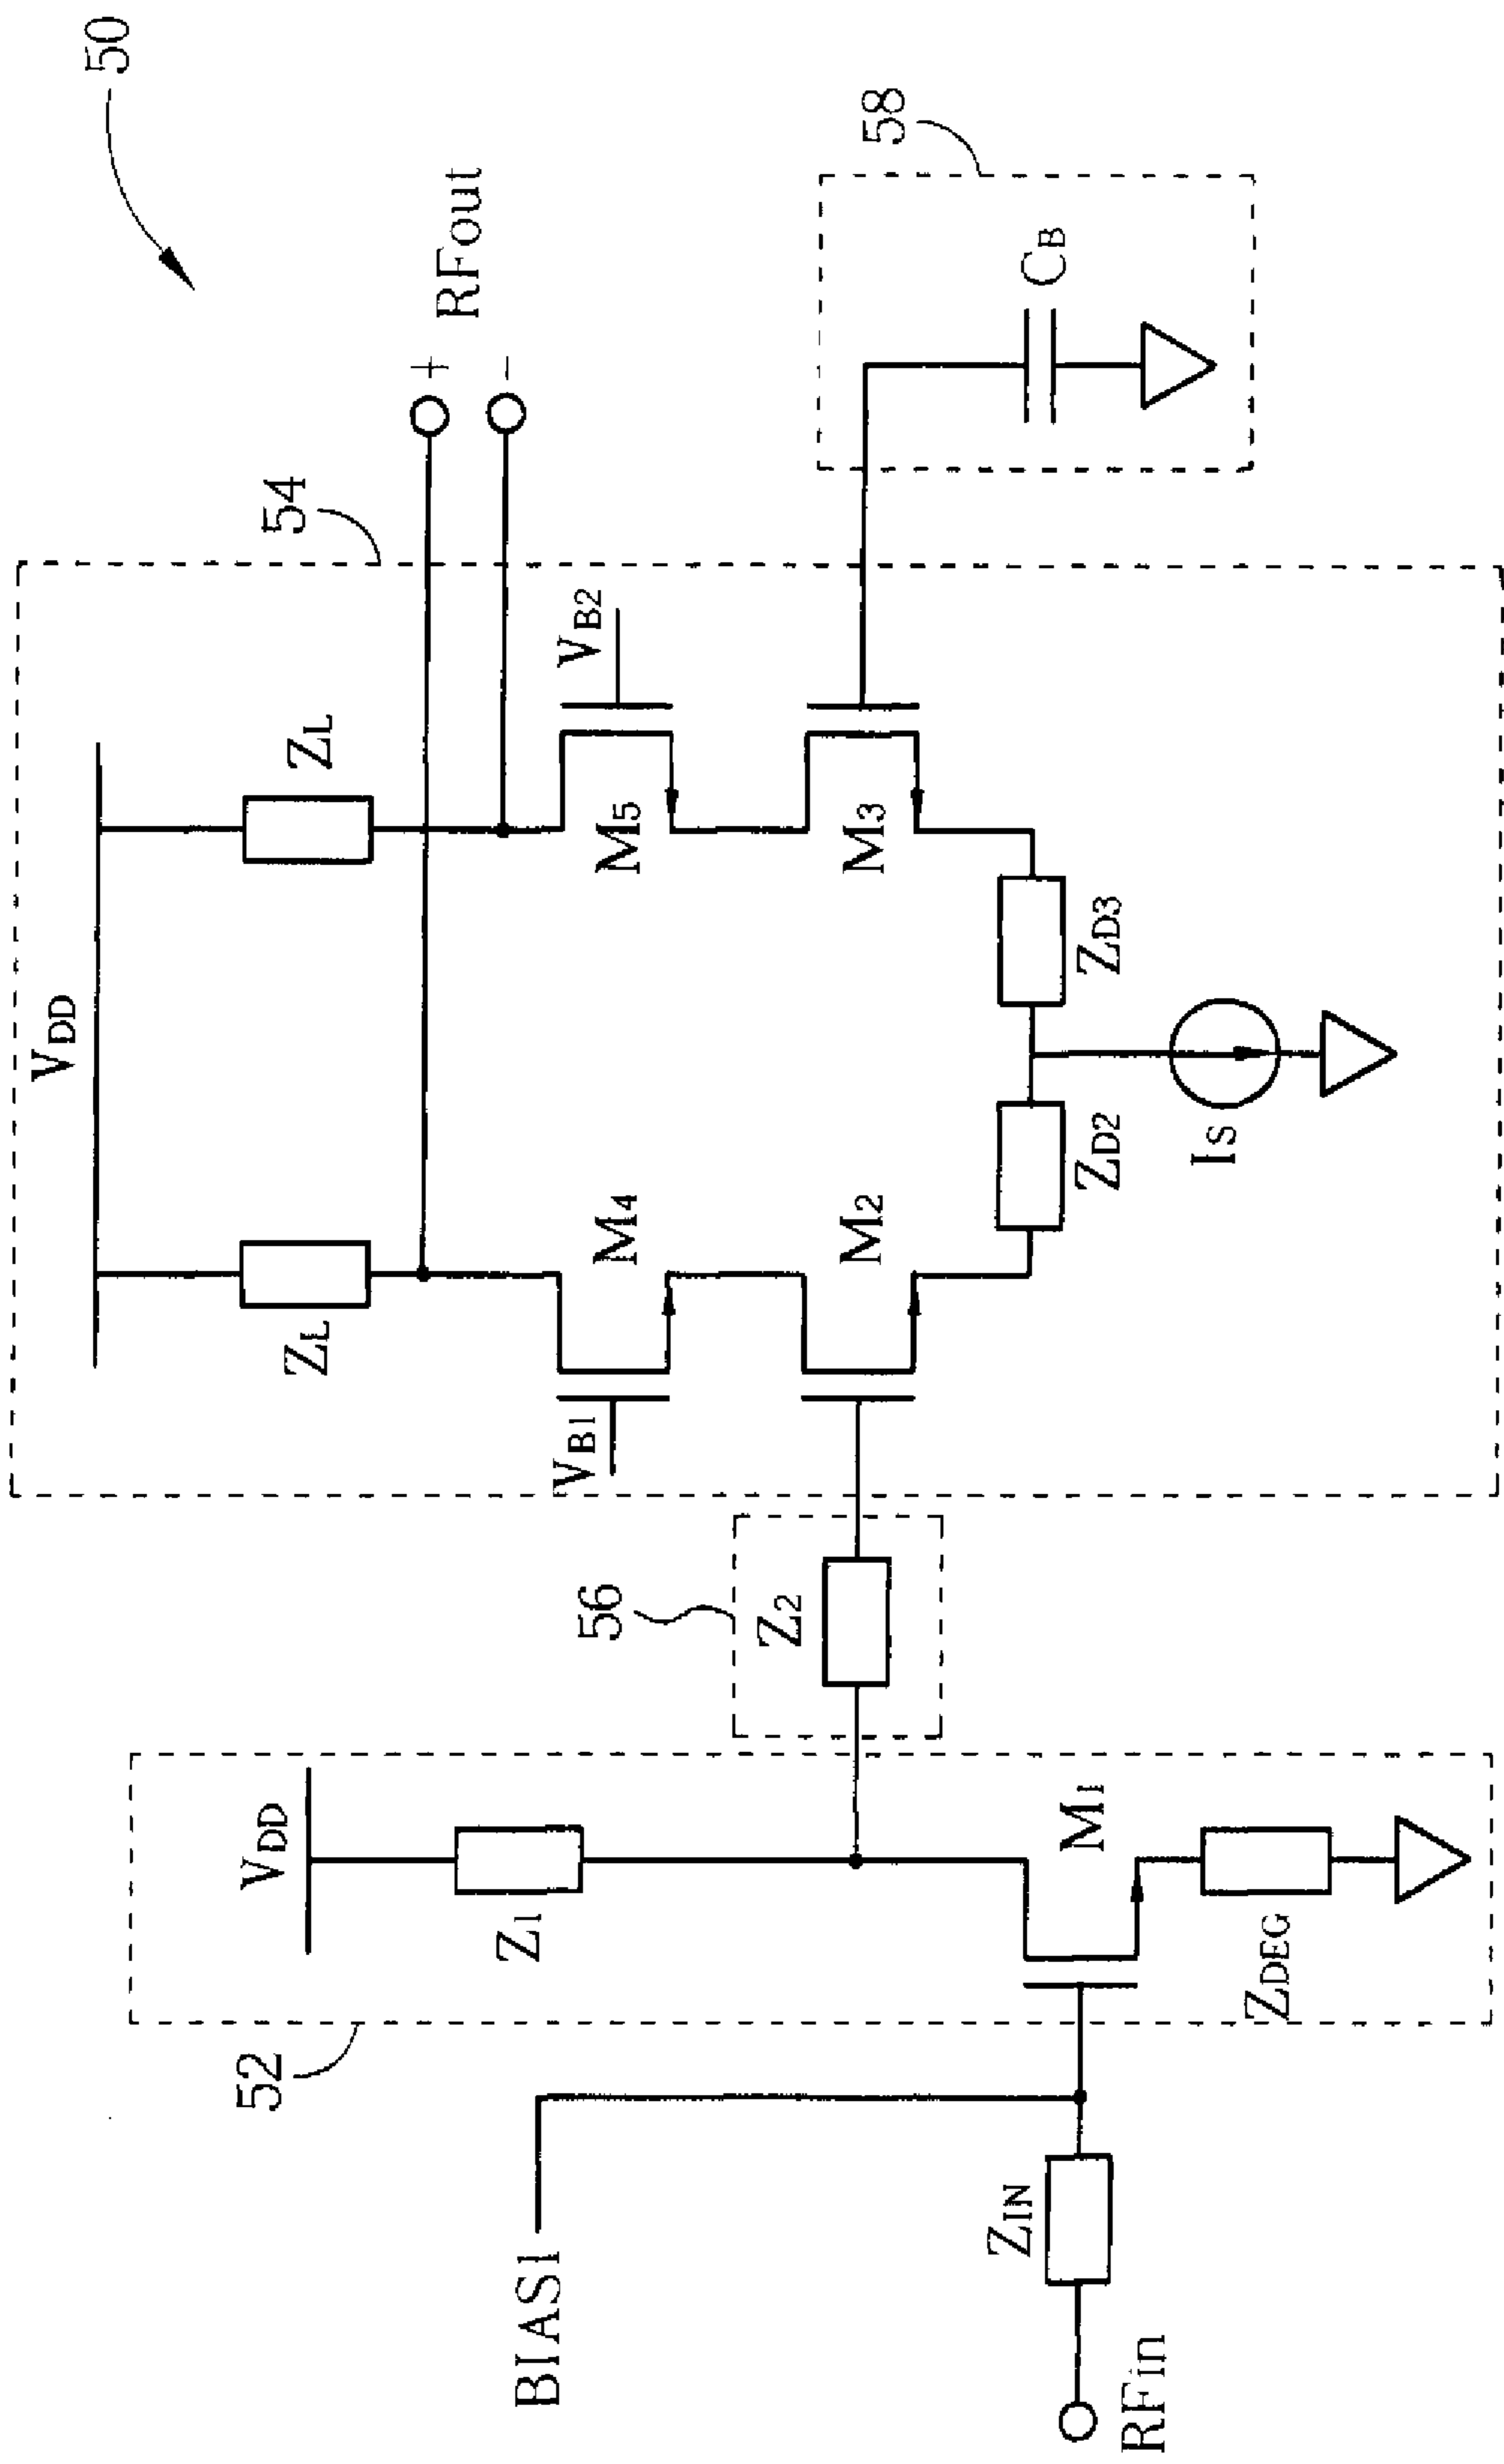 50
54
VDD
ZL
ZL
+
RFout
-
VB1
M4
M5
VB2
58
52
VDD
Z1
56
Z2
M2
M3
CB
BIAS1
M1
ZD2
ZD3
ZIN
RFin
ZDEG
IS